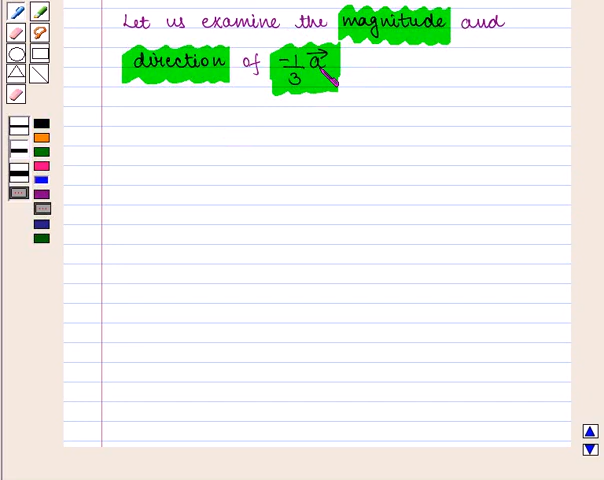 Let us examine the magnitude and
direction of -1/3 a⃗